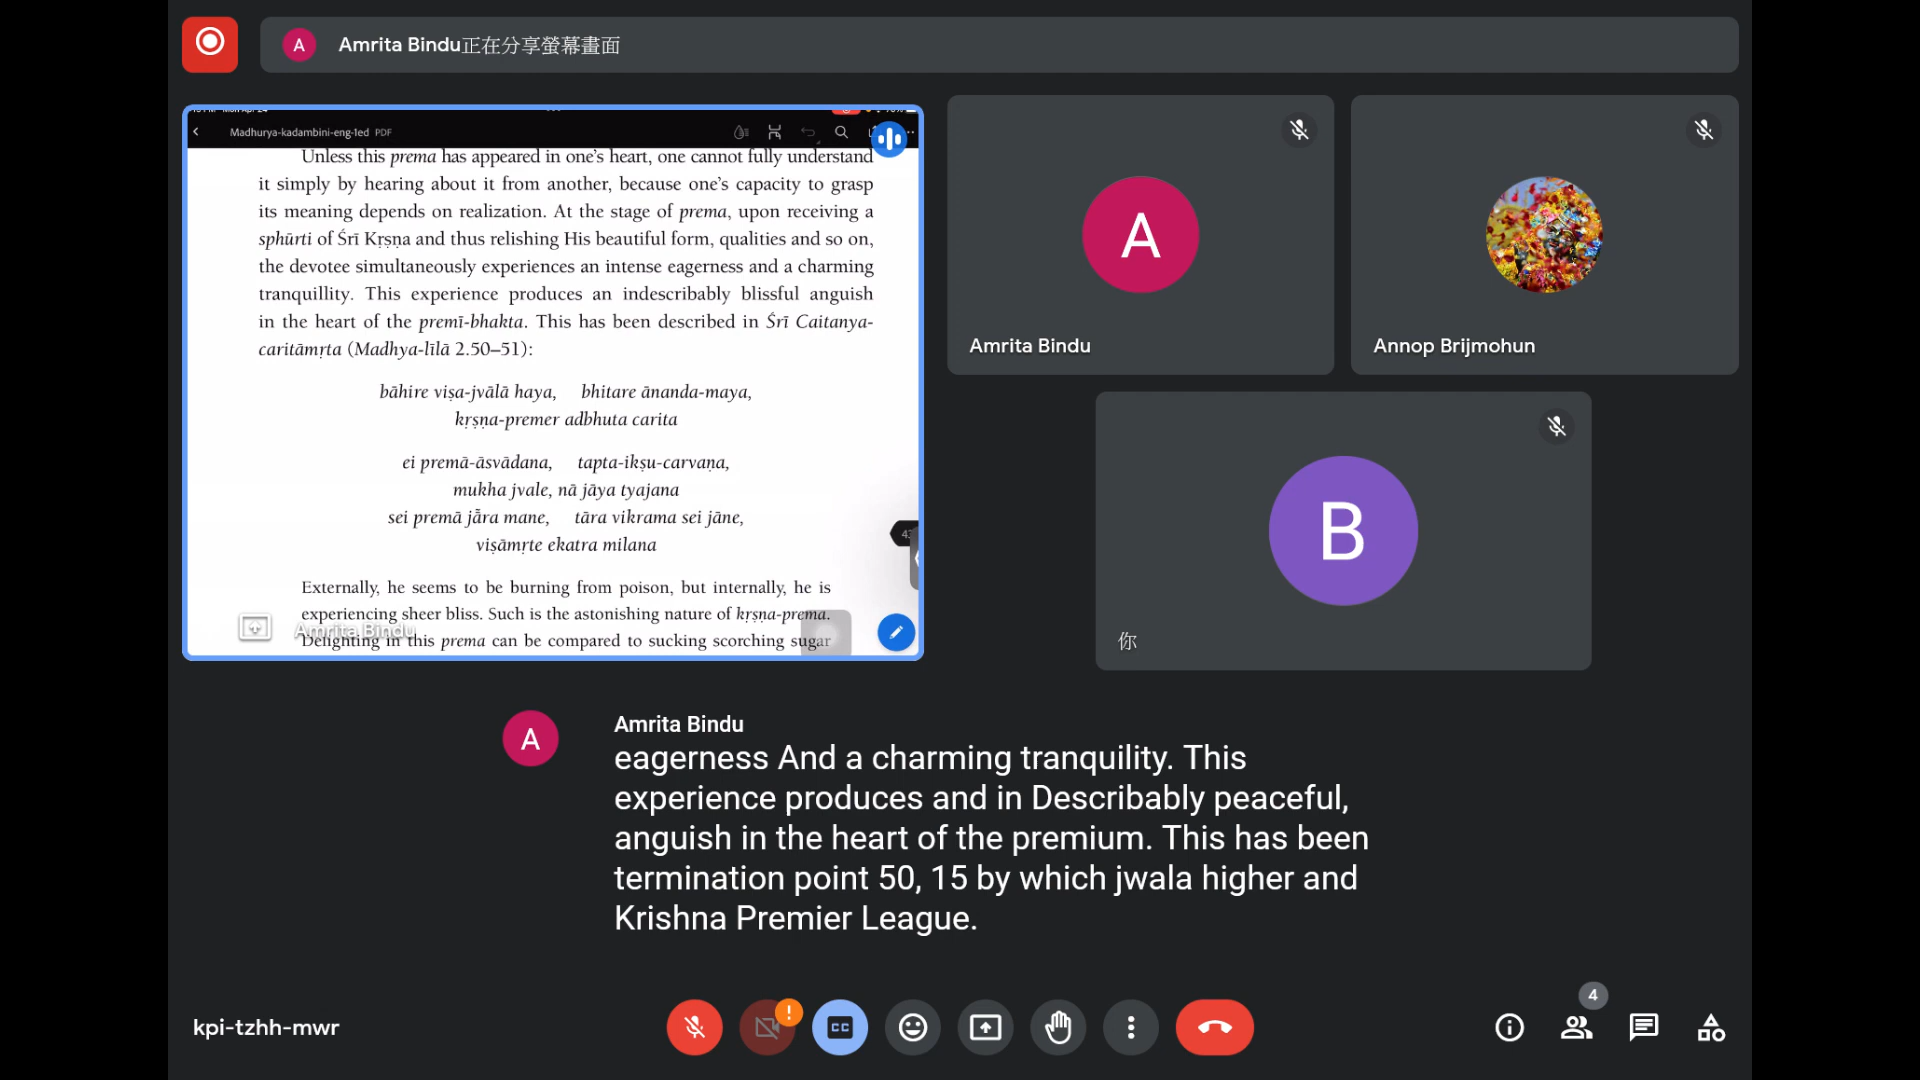 A Amrita Bindu正在分享螢幕畫面
Madhurya-kadambini-eng-1ed PDF
Unless this prema has appeared in one's heart, one cannot fully understand
it simply by hearing about it from another, because one's capacity to grasp
its meaning depends on realization. At the stage of prema, upon receiving a
sphūrti of Śrī Kṛṣṇa and thus relishing His beautiful form, qualities and so on,
the devotee simultaneously experiences an intense eagerness and a charming
tranquillity. This experience produces an indescribably blissful anguish
in the heart of the premī-bhakta. This has been described in Śrī Caitanya-
caritāmṛta (Madhya-līlā 2.50–51):
bāhire viṣa-jvālā haya, bhitare ānanda-maya,
kṛṣṇa-premer adbhuta carita
ei premā-āsvādana, tapta-ikṣu-carvaṇa,
mukha jvale, nā jāya tyajana
sei premā jā̐ra mane, tāra vikrama sei jāne,
viṣāmṛte ekatra milana
Externally, he seems to be burning from poison, but internally, he is
experiencing sheer bliss. Such is the astonishing nature of kṛṣṇa-prema.
Delighting in this prema can be compared to sucking scorching sugar
Amrita Bindu
A
Amrita Bindu
Annop Brijmohun
B
你
A
Amrita Bindu
eagerness And a charming tranquility. This
experience produces and in Describably peaceful,
anguish in the heart of the premium. This has been
termination point 50, 15 by which jwala higher and
Krishna Premier League.
kpi-tzhh-mwr
!
CC
4